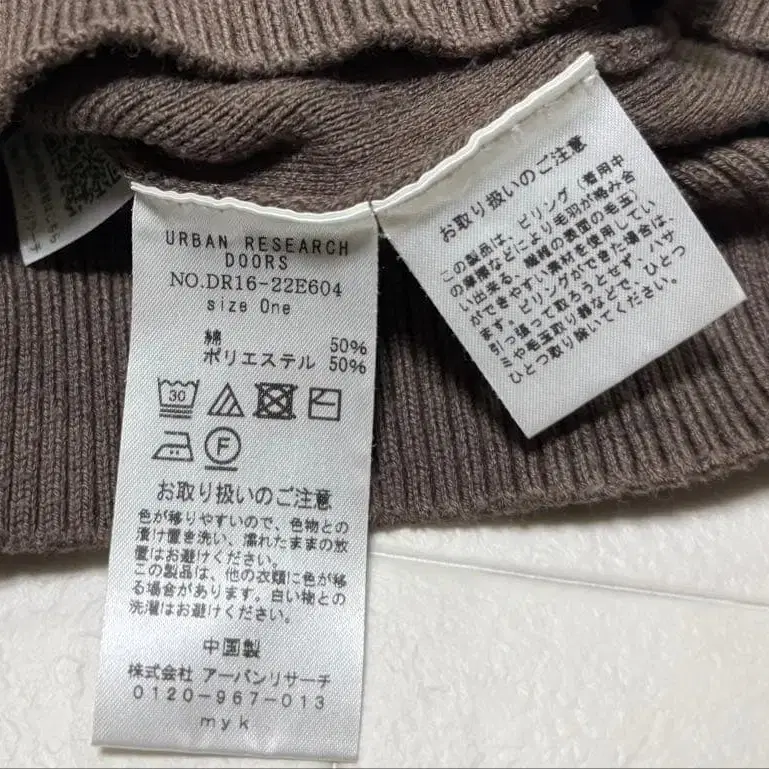 URBAN RESEARCH
DOORS
NO.DR16-22E604
size One
綿 50%
ポリエステル 50%
30
F
お取り扱いのご注意
色が移りやすいので、色物との
漬け置き洗い、濡れたままの放
置はお避けください。
この製品は、他の衣類に色が移
る場合があります。白い物との
洗濯はお避けください。
中国製
株式会社 アーバンリサーチ
0120-967-013
myk
お取り扱いのご注意
この製品は、ピリング(着用中
の摩擦などにより毛羽が絡み合
い出来る、繊維の表面の毛玉)
ができやすい素材を使用してい
ます。ピリングができた場合は、
引っ張って取ろうとせず、ハサ
ミや毛玉取り器などで、ひとつ
ひとつ取り除いてください。